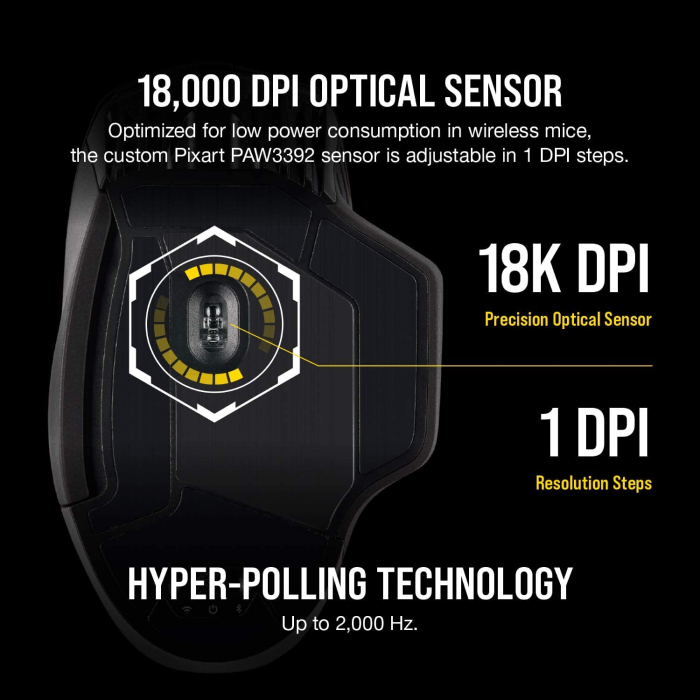 18,000 DPI OPTICAL SENSOR
Optimized for low power consumption in wireless mice,
the custom Pixart PAW3392 sensor is adjustable in 1 DPI steps.
18K DPI
Precision Optical Sensor
1 DPI
Resolution Steps
HYPER-POLLING TECHNOLOGY
Up to 2,000 Hz.